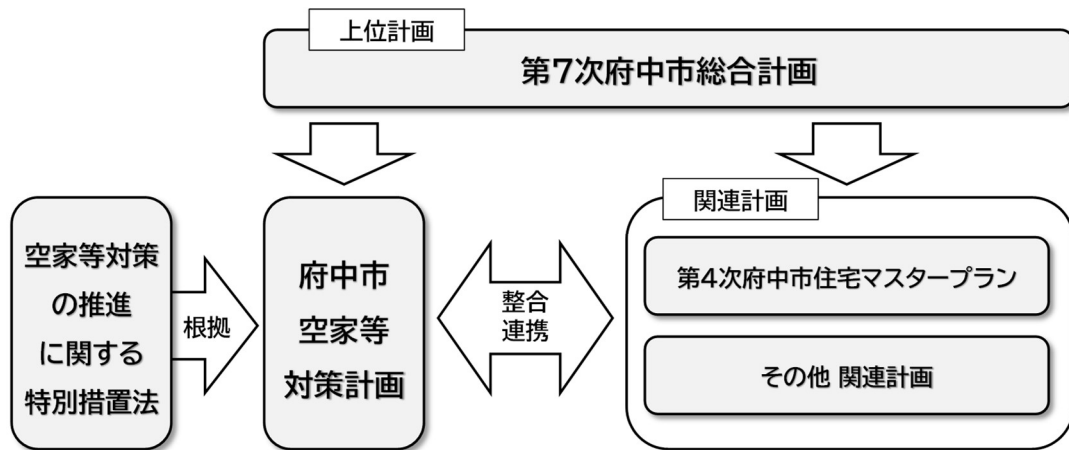 上位計画
第7次府中市総合計画
空家等対策
の推進
に関する
特別措置法
根拠
府中市
空家等
対策計画
整合
連携
関連計画
第4次府中市住宅マスタープラン
その他 関連計画